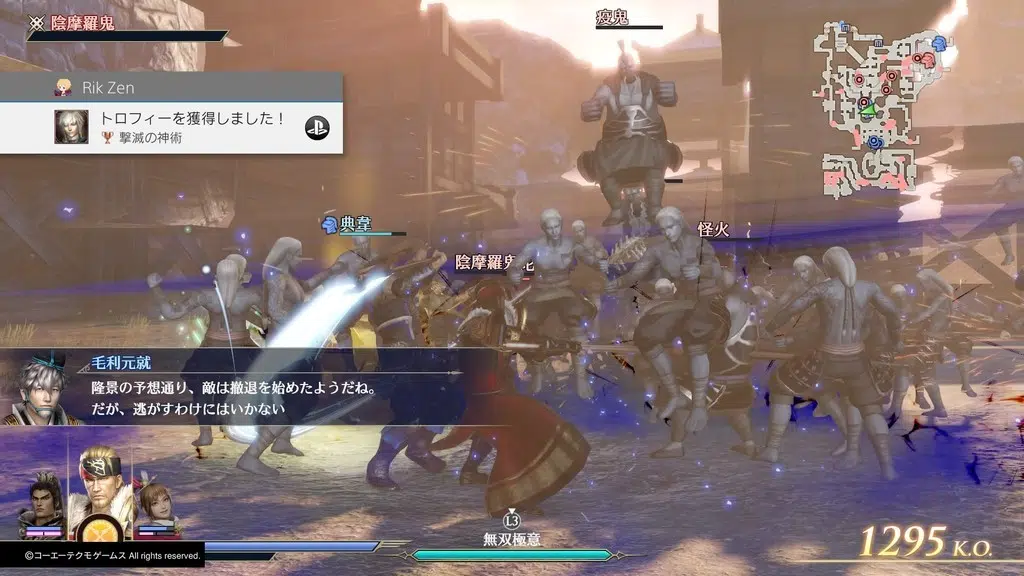 陰摩羅鬼
疫鬼
Rik Zen
トロフィーを獲得しました！
撃滅の神術
典韋
陰摩羅鬼
怪火
毛利元就
隆景の予想通り、敵は撤退を始めたようだね。
だが、逃がすわけにはいかない
L3
無双極意
©コーエーテクモゲームス All rights reserved.
1295 K.O.